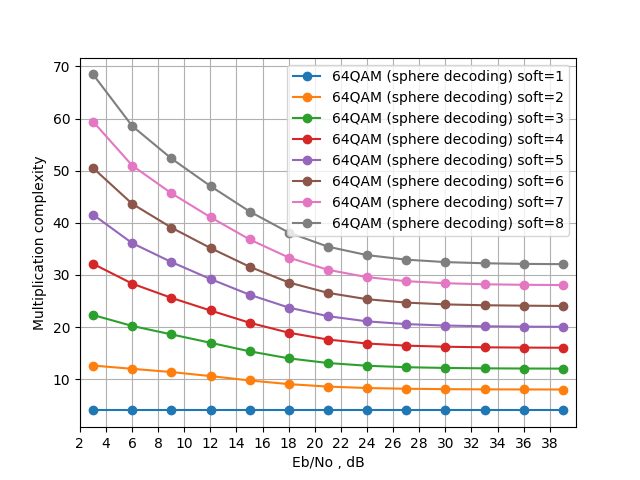 70
60
50
40
30
20
10
Multiplication complexity
64QAM (sphere decoding) soft=1
64QAM (sphere decoding) soft=2
64QAM (sphere decoding) soft=3
64QAM (sphere decoding) soft=4
64QAM (sphere decoding) soft=5
64QAM (sphere decoding) soft=6
64QAM (sphere decoding) soft=7
64QAM (sphere decoding) soft=8
2 4 6 8 10 12 14 16 18 20 22 24 26 28 30 32 34 36 38
Eb/No , dB